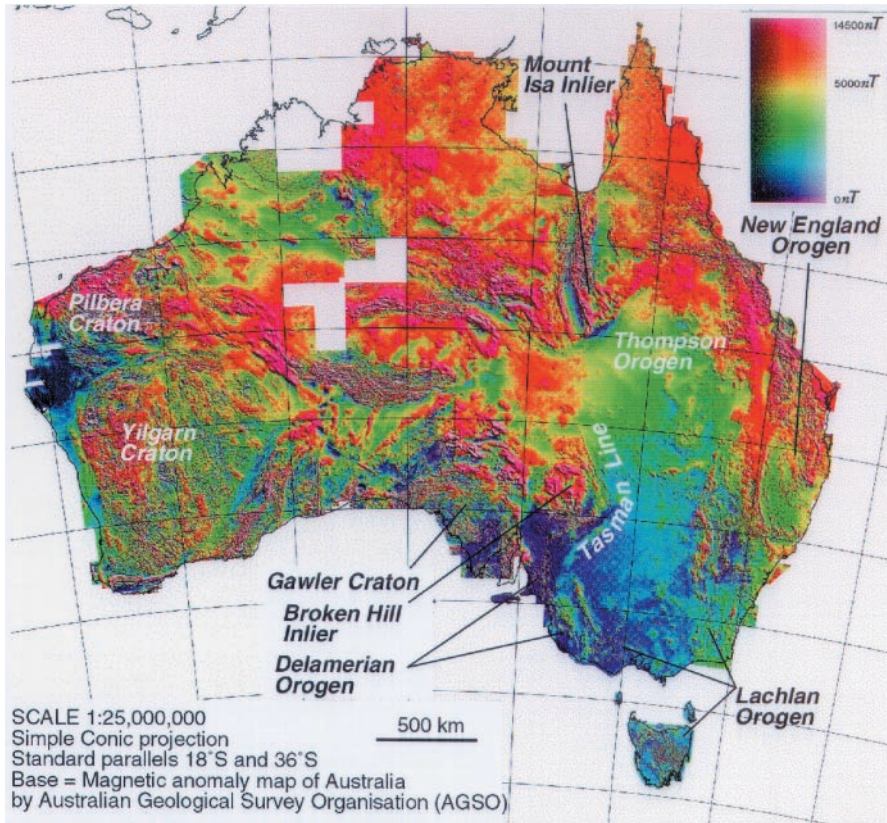 14500nT
Mount
Isa Inlier
5000nT
0nT
New England
Orogen
Pilbera
Craton
Thompson
Orogen
Yilgarn
Craton
Tasman Line
Gawler Craton
Broken Hill
Inlier
Delamerian
Orogen
Lachlan
Orogen
500 km
SCALE 1:25,000,000
Simple Conic projection
Standard parallels 18°S and 36°S
Base = Magnetic anomaly map of Australia
by Australian Geological Survey Organisation (AGSO)